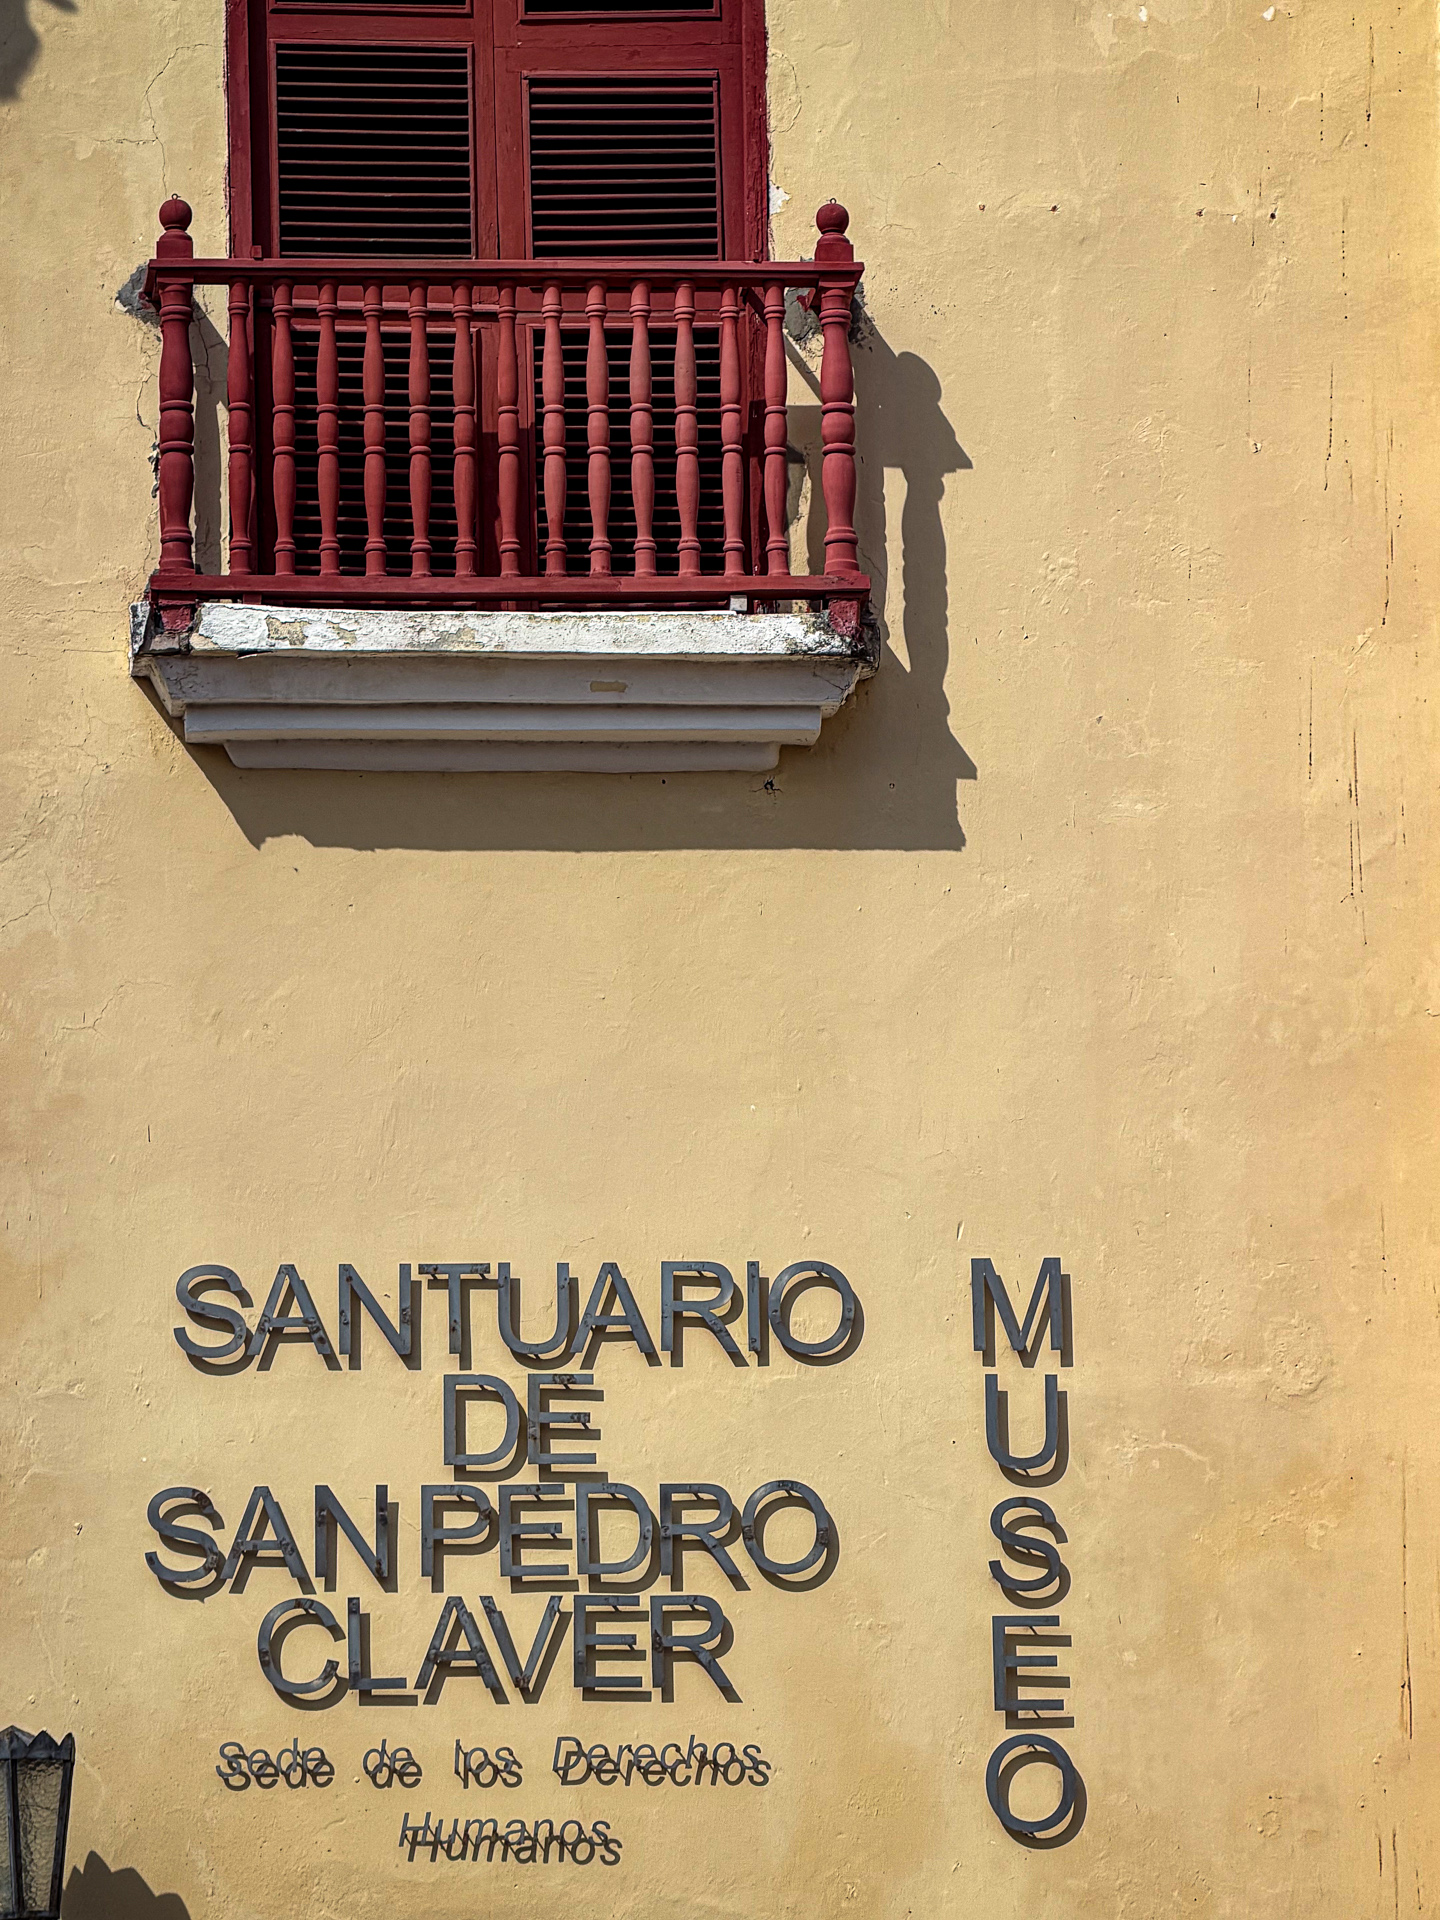 SANTUARIO
DE
SAN PEDRO
CLAVER
Sede de los Derechos
Humanos
MUSEO